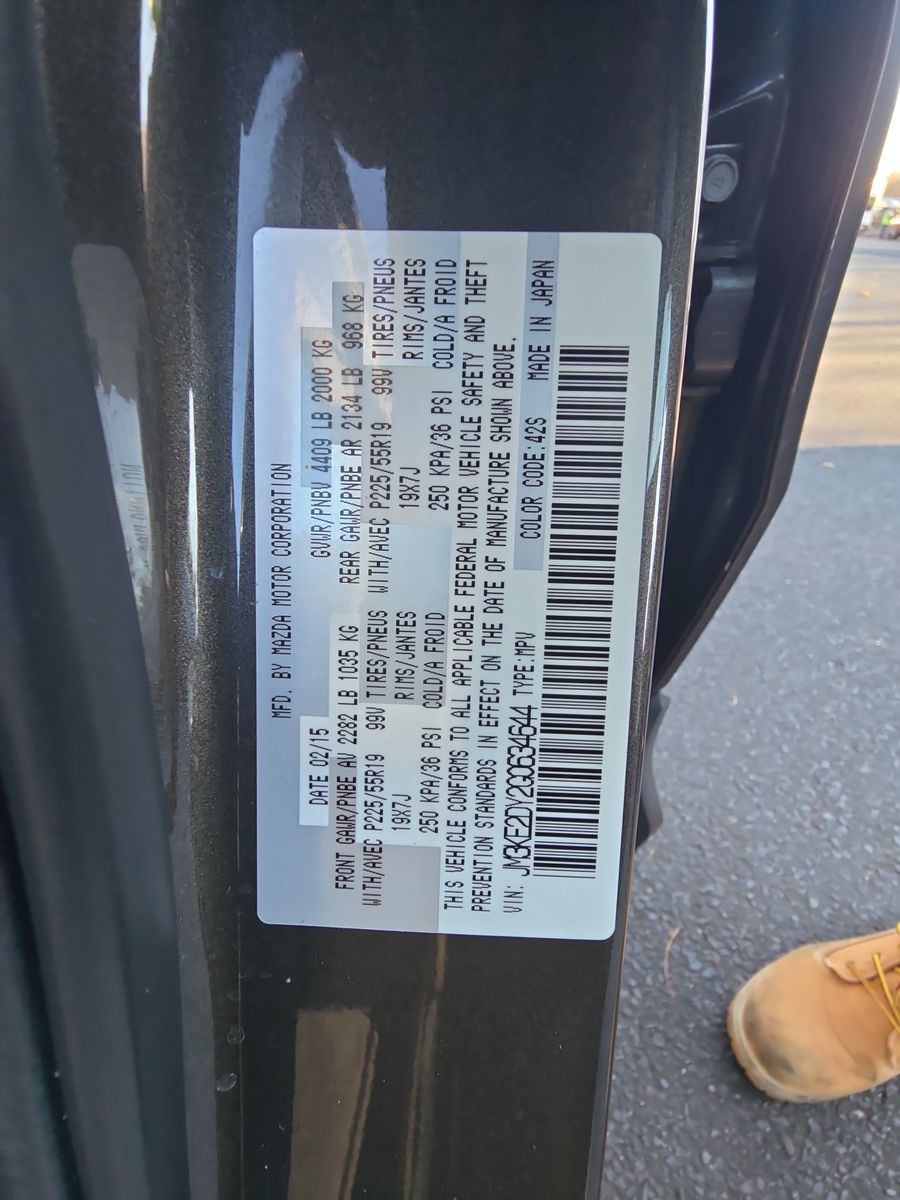 MFD. BY MAZDA MOTOR CORPORATION
DATE 02/15 GVWR/PNBV 4409 LB 2000 KG
FRONT GAWR/PNBE AV 2282 LB 1035 KG REAR GAWR/PNBE AR 2134 LB 968 KG
WITH/AVEC P225/55R19 99V TIRES/PNEUS WITH/AVEC P225/55R19 99V TIRES/PNEUS
19X7J RIMS/JANTES 19X7J RIMS/JANTES
250 KPA/36 PSI COLD/A FROID 250 KPA/36 PSI COLD/A FROID
THIS VEHICLE CONFORMS TO ALL APPLICABLE FEDERAL MOTOR VEHICLE SAFETY AND THEFT
PREVENTION STANDARDS IN EFFECT ON THE DATE OF MANUFACTURE SHOWN ABOVE.
VIN: JM3KE2DY2G0634644 TYPE:MPV COLOR CODE:42S MADE IN JAPAN